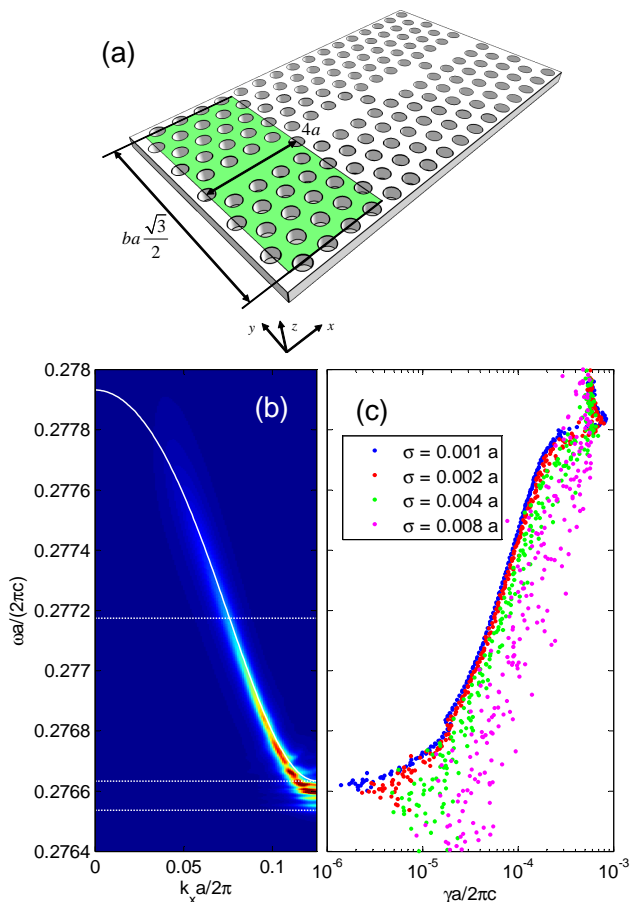 (a)
4a
ba √3/2
y z x
(b)
(c)
0.278
0.2778
0.2776
0.2774
0.2772
0.277
0.2768
0.2766
0.2764
ωa/(2πc)
0 0.05 0.1
kₓa/2π
σ = 0.001 a
σ = 0.002 a
σ = 0.004 a
σ = 0.008 a
10⁻⁶ 10⁻⁵ 10⁻⁴ 10⁻³
γa/2πc